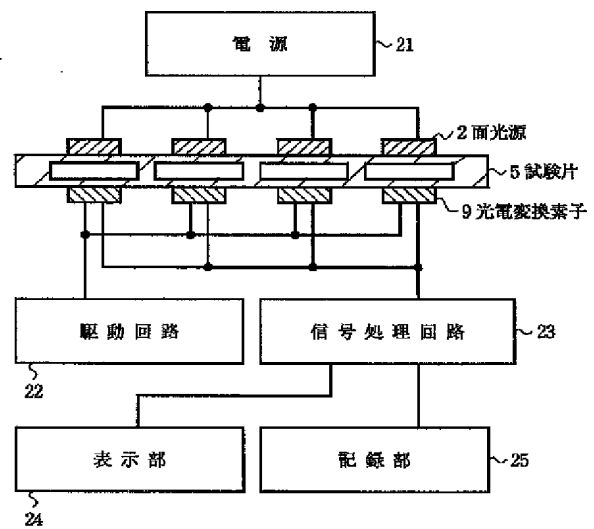 電源
21
2面光源
5試験片
9光電変換素子
駆動回路
信号処理回路
23
22
表示部
記録部
25
24